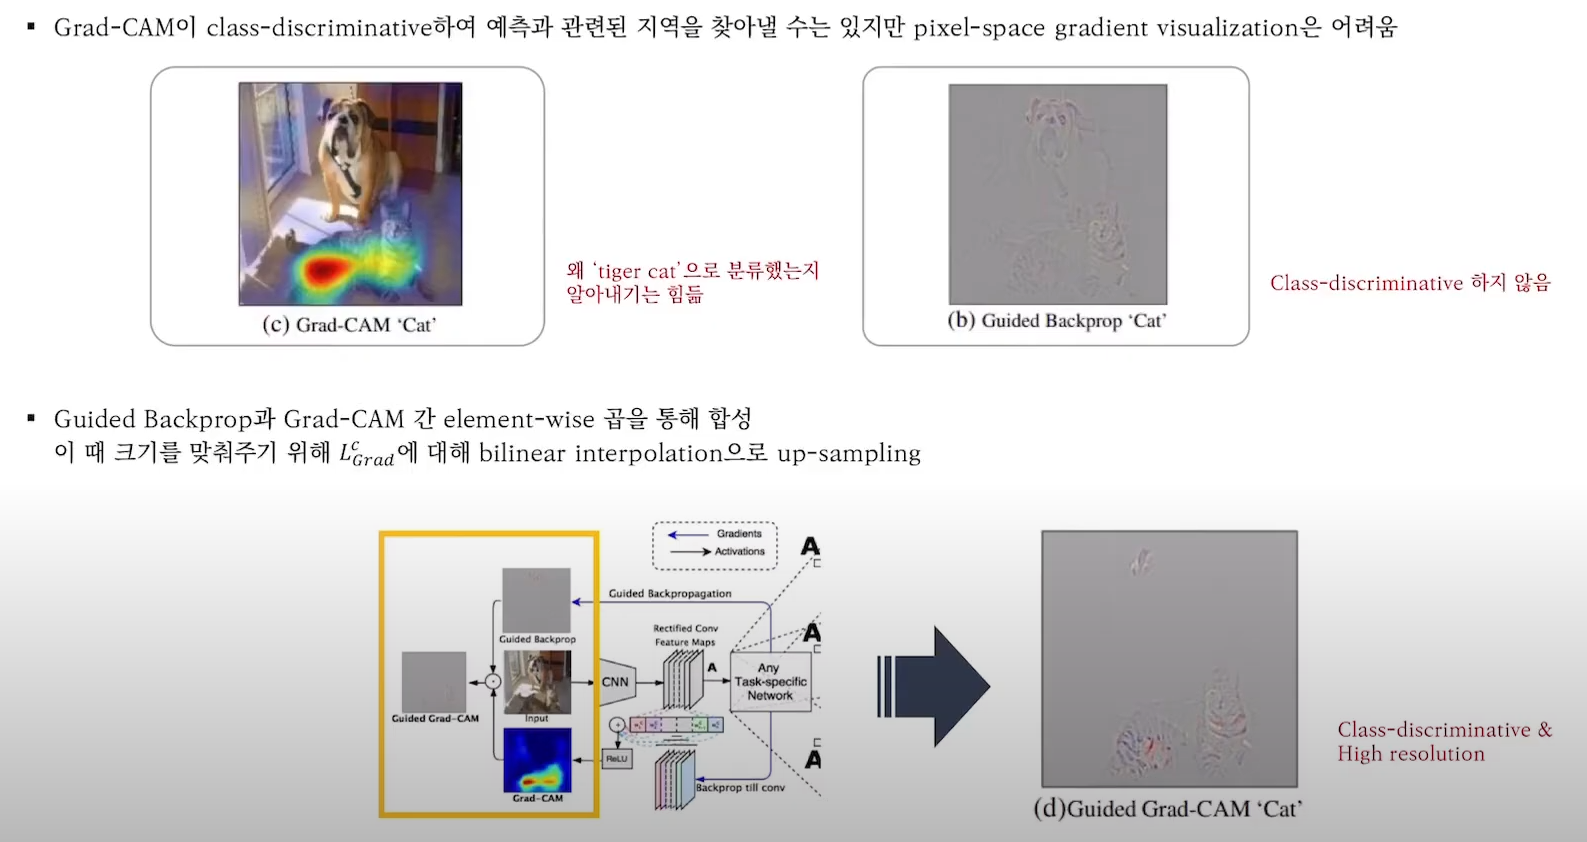 ▪ Grad-CAM이 class-discriminative하여 예측과 관련된 지역을 찾아낼 수는 있지만 pixel-space gradient visualization은 어려움
(c) Grad-CAM ‘Cat’
왜 ‘tiger cat’으로 분류했는지
알아내기는 힘듦
(b) Guided Backprop ‘Cat’
Class-discriminative 하지 않음
▪ Guided Backprop과 Grad-CAM 간 element-wise 곱을 통해 합성
이 때 크기를 맞춰주기 위해 L^c_Grad에 대해 bilinear interpolation으로 up-sampling
Gradients
Activations
A
Guided Backpropagation
Guided Backprop
Rectified Conv
Feature Maps
A
A
Any
Task-specific
Network
CNN
Input
Guided Grad-CAM
ReLU
A
Backprop till conv
Grad-CAM
Class-discriminative &
High resolution
(d)Guided Grad-CAM ‘Cat’